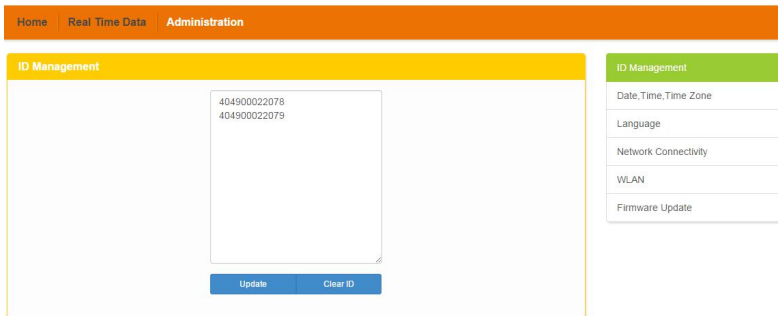 Home Real Time Data Administration
ID Management
404900022078
404900022079
Update Clear ID
ID Management
Date,Time,Time Zone
Language
Network Connectivity
WLAN
Firmware Update